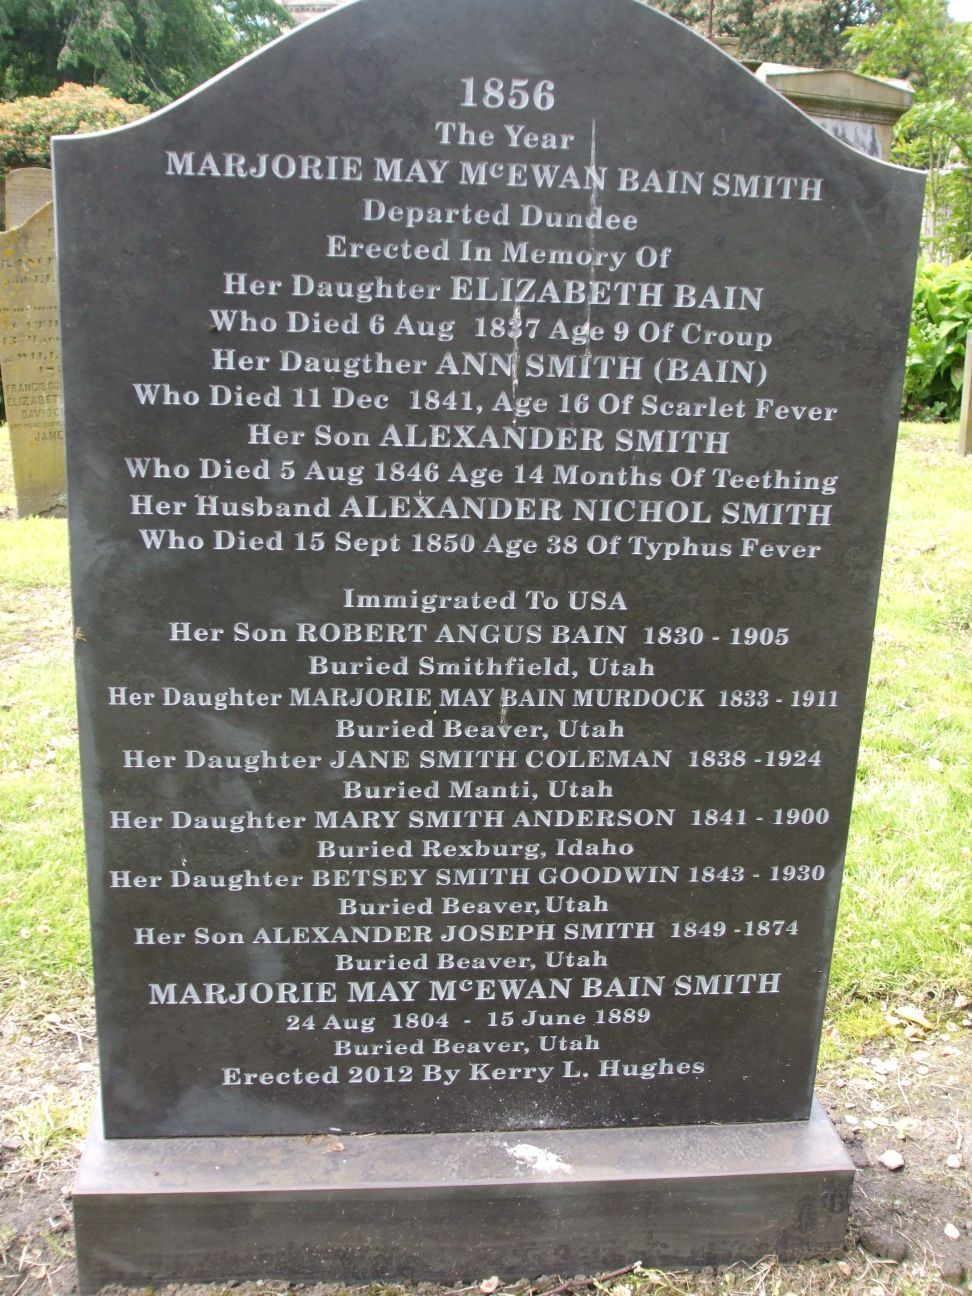 1856
The Year
MARJORIE MAY McEWAN BAIN SMITH
Departed Dundee
Erected In Memory Of
Her Daughter ELIZABETH BAIN
Who Died 6 Aug 1837 Age 9 Of Croup
Her Daugther ANN SMITH (BAIN)
Who Died 11 Dec 1841, Age 16 Of Scarlet Fever
Her Son ALEXANDER SMITH
Who Died 5 Aug 1846 Age 14 Months Of Teething
Her Husband ALEXANDER NICHOL SMITH
Who Died 15 Sept 1850 Age 38 Of Typhus Fever
Immigrated To USA
Her Son ROBERT ANGUS BAIN 1830 - 1905
Buried Smithfield, Utah
Her Daughter MARJORIE MAY BAIN MURDOCK 1833 - 1911
Buried Beaver, Utah
Her Daughter JANE SMITH COLEMAN 1838 - 1924
Buried Manti, Utah
Her Daughter MARY SMITH ANDERSON 1841 - 1900
Buried Rexburg, Idaho
Her Daughter BETSEY SMITH GOODWIN 1843 - 1930
Buried Beaver, Utah
Her Son ALEXANDER JOSEPH SMITH 1849 - 1874
Buried Beaver, Utah
MARJORIE MAY McEWAN BAIN SMITH
24 Aug 1804 - 15 June 1889
Buried Beaver, Utah
Erected 2012 By Kerry L. Hughes